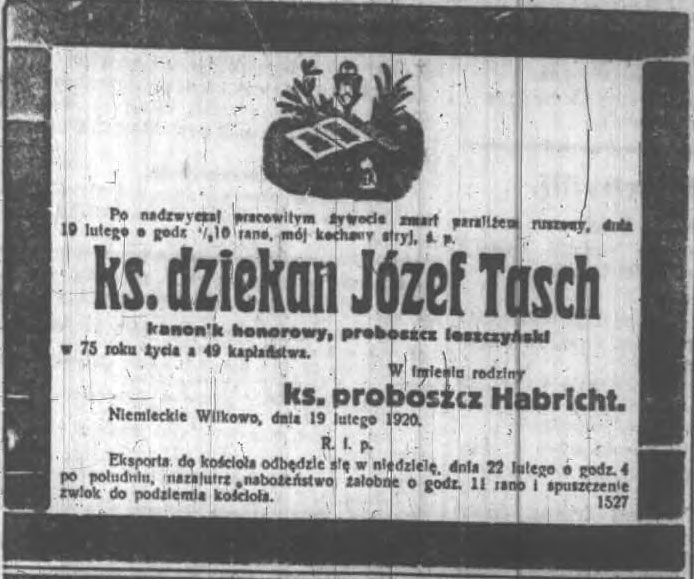 Po nadzwyczaj pracowitym żywocie zmarł paraliżem ruszony, dnia
19 lutego o godz ½10 rano, mój kochany stryj, ś. p.
ks. dziekan Józef Tasch
kanonik honorowy, proboszcz leszczyński
w 75 roku życia a 49 kapłaństwa.
W imieniu rodziny
ks. proboszcz Habricht.
Niemieckie Wilkowo, dnia 19 lutego 1920.
R. i. p.
Eksporta do kościoła odbędzie się w niedzielę, dnia 22 lutego o godz. 4
po południu, nazajutrz nabożeństwo żałobne o godz. 11 rano i spuszczenie
zwłok do podziemia kościoła.
1527